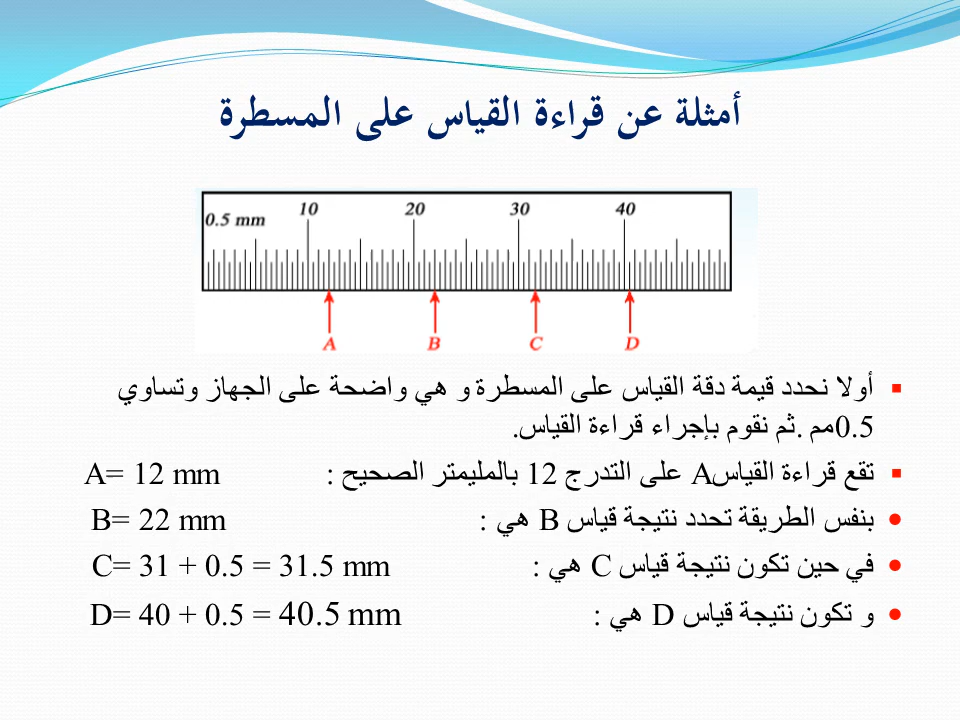 أمثلة عن قراءة القياس على المسطرة
0.5 mm 10 20 30 40
A B C D
▪ أولا نحدد قيمة دقة القياس على المسطرة و هي واضحة على الجهاز وتساوي
0.5مم .ثم نقوم بإجراء قراءة القياس.
▪ تقع قراءة القياسA على التدرج 12 بالمليمتر الصحيح : A= 12 mm
• بنفس الطريقة تحدد نتيجة قياس B هي : B= 22 mm
• في حين تكون نتيجة قياس C هي : C= 31 + 0.5 = 31.5 mm
• و تكون نتيجة قياس D هي : D= 40 + 0.5 = 40.5 mm